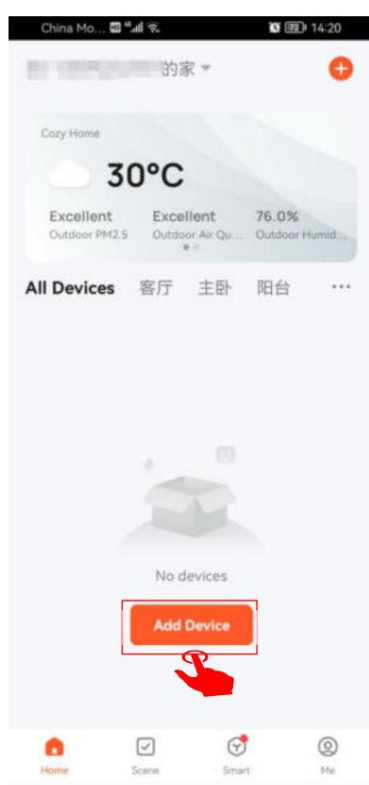 China Mo... HD 14:20
的家
Cozy Home
30°C
Excellent Excellent 76.0%
Outdoor PM2.5 Outdoor Air Qu... Outdoor Humid...
All Devices 客厅 主卧 阳台 ...
No devices
Add Device
Home Scene Smart Me